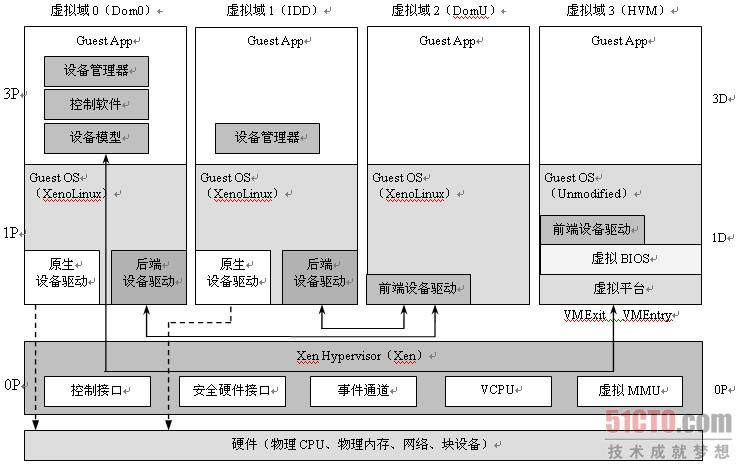 虚拟域 0（Dom0） 虚拟域 1（IDD） 虚拟域 2（DomU） 虚拟域 3（HVM）
Guest App Guest App Guest App Guest App
设备管理器
3P 控制软件 3D
设备模型 设备管理器
Guest OS Guest OS Guest OS Guest OS
（XenoLinux） （XenoLinux） （XenoLinux） （Unmodified）
前端设备驱动
1P 1D
原生 后端 原生 后端 虚拟 BIOS
设备驱动 设备驱动 设备驱动 设备驱动
前端设备驱动 虚拟平台
VMExit VMEntry
Xen Hypervisor（Xen）
0P 控制接口 安全硬件接口 事件通道 VCPU 虚拟 MMU 0P
硬件（物理 CPU、物理内存、网络、块设备）
51CTO.com
技术成就梦想